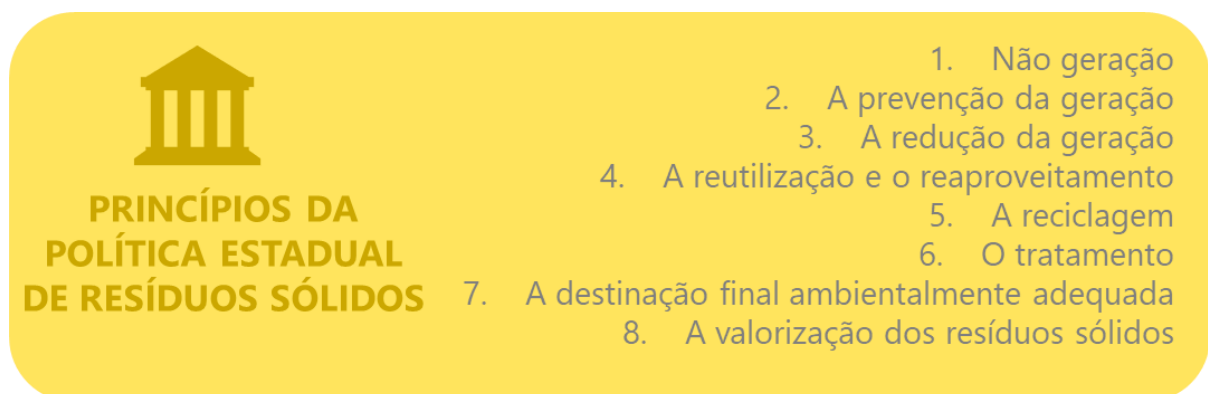 PRINCÍPIOS DA
POLÍTICA ESTADUAL
DE RESÍDUOS SÓLIDOS
1. Não geração
2. A prevenção da geração
3. A redução da geração
4. A reutilização e o reaproveitamento
5. A reciclagem
6. O tratamento
7. A destinação final ambientalmente adequada
8. A valorização dos resíduos sólidos